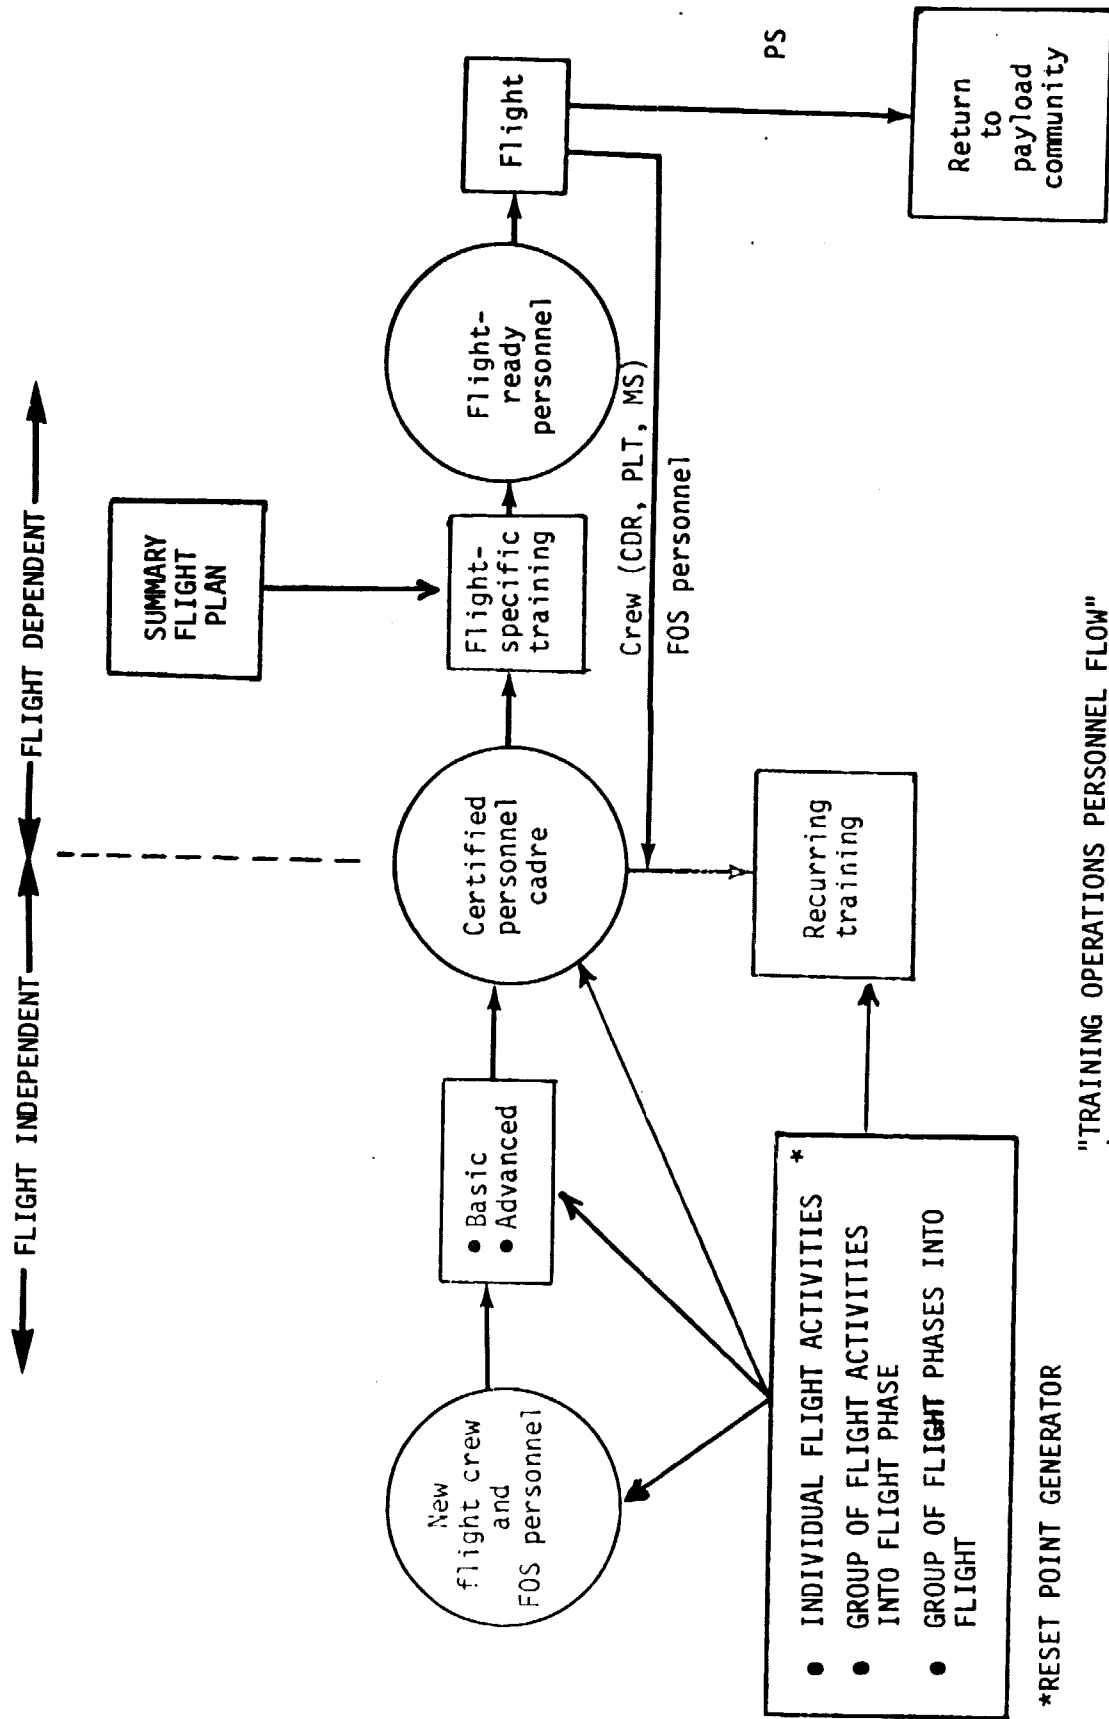 FLIGHT INDEPENDENT
FLIGHT DEPENDENT
SUMMARY
FLIGHT
PLAN
New
flight crew
and
FOS personnel
● Basic
● Advanced
Certified
personnel
cadre
Flight-
specific
training
Flight-
ready
personnel
Flight
Crew (CDR, PLT, MS)
FOS personnel
PS
● INDIVIDUAL FLIGHT ACTIVITIES *
● GROUP OF FLIGHT ACTIVITIES
INTO FLIGHT PHASE
● GROUP OF FLIGHT PHASES INTO
FLIGHT
Recurring
training
Return
to
payload
community
*RESET POINT GENERATOR
"TRAINING OPERATIONS PERSONNEL FLOW"